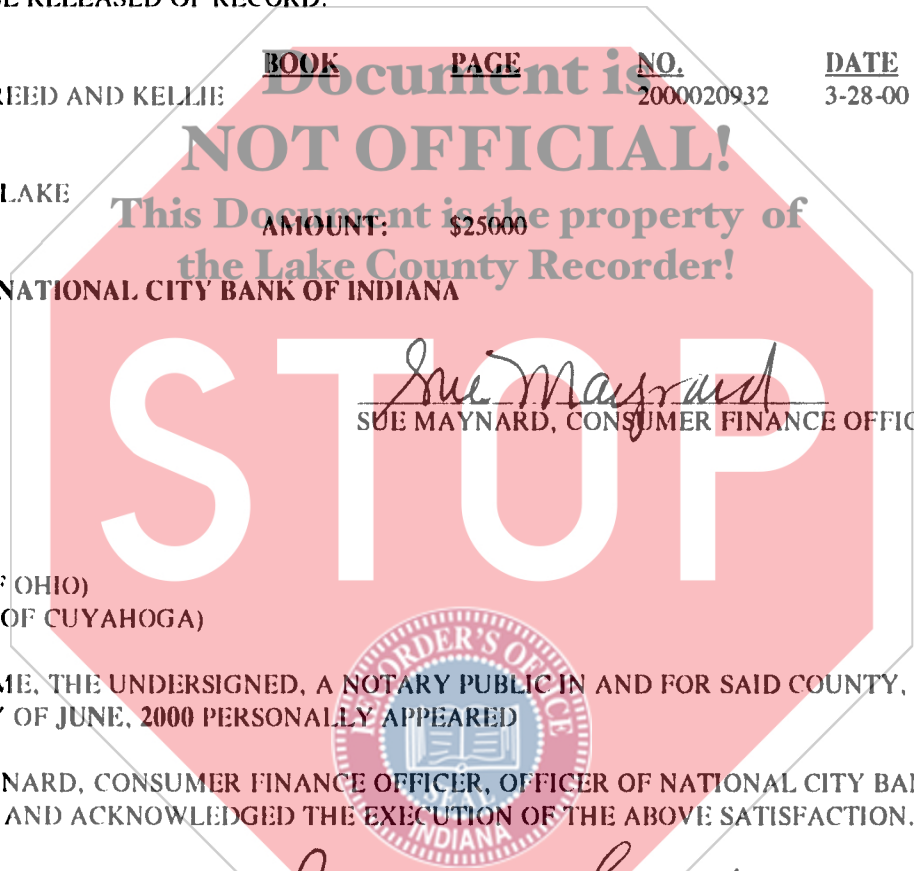 BE RELEASED OF RECORD.
BOOK PAGE NO. DATE
REED AND KELLIE 2000020932 3-28-00
Document is
NOT OFFICIAL!
LAKE
This Document is the property of
AMOUNT: $25000
the Lake County Recorder!
NATIONAL CITY BANK OF INDIANA
STOP
Sue Maynard
SUE MAYNARD, CONSUMER FINANCE OFFIC
F OHIO)
OF CUYAHOGA)
RECORDER'S OFFICE
ME, THE UNDERSIGNED, A NOTARY PUBLIC IN AND FOR SAID COUNTY,
Y OF JUNE, 2000 PERSONALLY APPEARED
NARD, CONSUMER FINANCE OFFICER, OFFICER OF NATIONAL CITY BAN
SEAL
AND ACKNOWLEDGED THE EXECUTION OF THE ABOVE SATISFACTION.
INDIANA